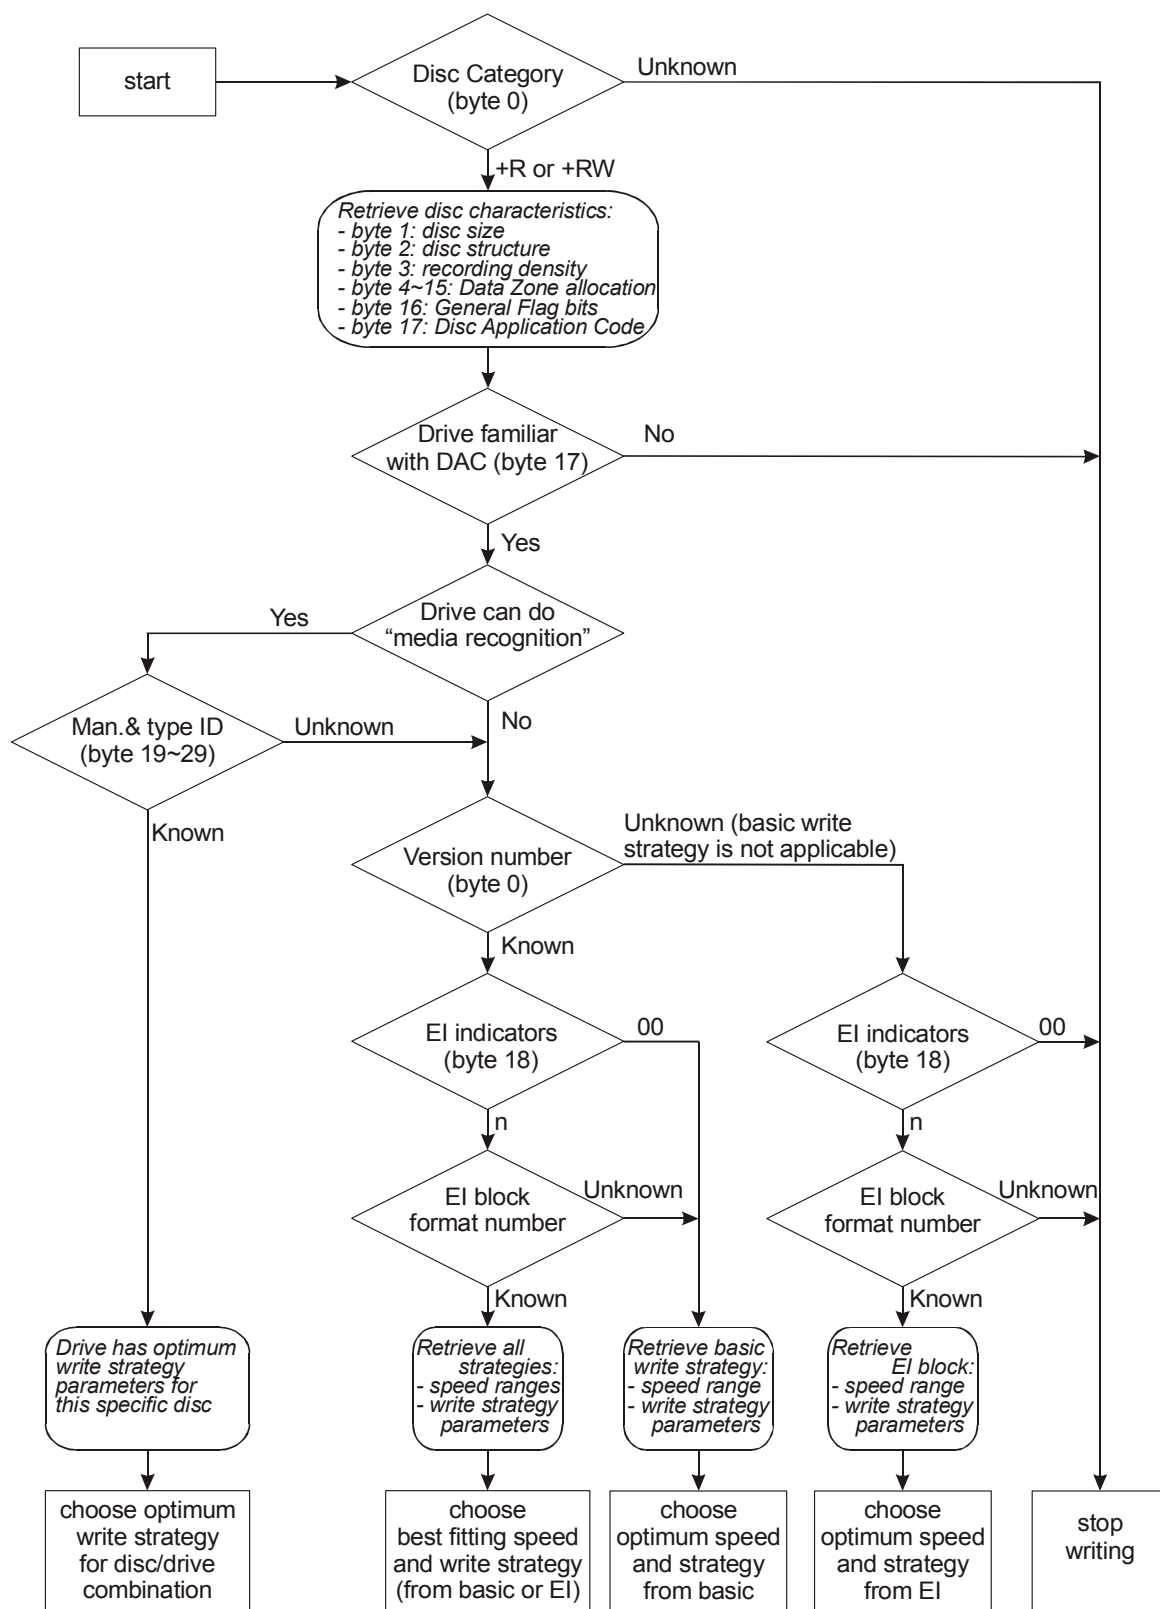 start
Disc Category
(byte 0)
Unknown
+R or +RW
Retrieve disc characteristics:
- byte 1: disc size
- byte 2: disc structure
- byte 3: recording density
- byte 4~15: Data Zone allocation
- byte 16: General Flag bits
- byte 17: Disc Application Code
Drive familiar
with DAC (byte 17)
No
Yes
Drive can do
“media recognition”
Yes
No
Man.& type ID
(byte 19~29)
Unknown
Known
Version number
(byte 0)
Unknown (basic write
strategy is not applicable)
Known
EI indicators
(byte 18)
00
n
EI indicators
(byte 18)
00
n
EI block
format number
Unknown
Known
EI block
format number
Unknown
Known
Drive has optimum
write strategy
parameters for
this specific disc
Retrieve all
strategies:
- speed ranges
- write strategy
parameters
Retrieve basic
write strategy:
- speed range
- write strategy
parameters
Retrieve
EI block:
- speed range
- write strategy
parameters
choose optimum
write strategy
for disc/drive
combination
choose
best fitting speed
and write strategy
(from basic or EI)
choose
optimum speed
and strategy
from basic
choose
optimum speed
and strategy
from EI
stop
writing